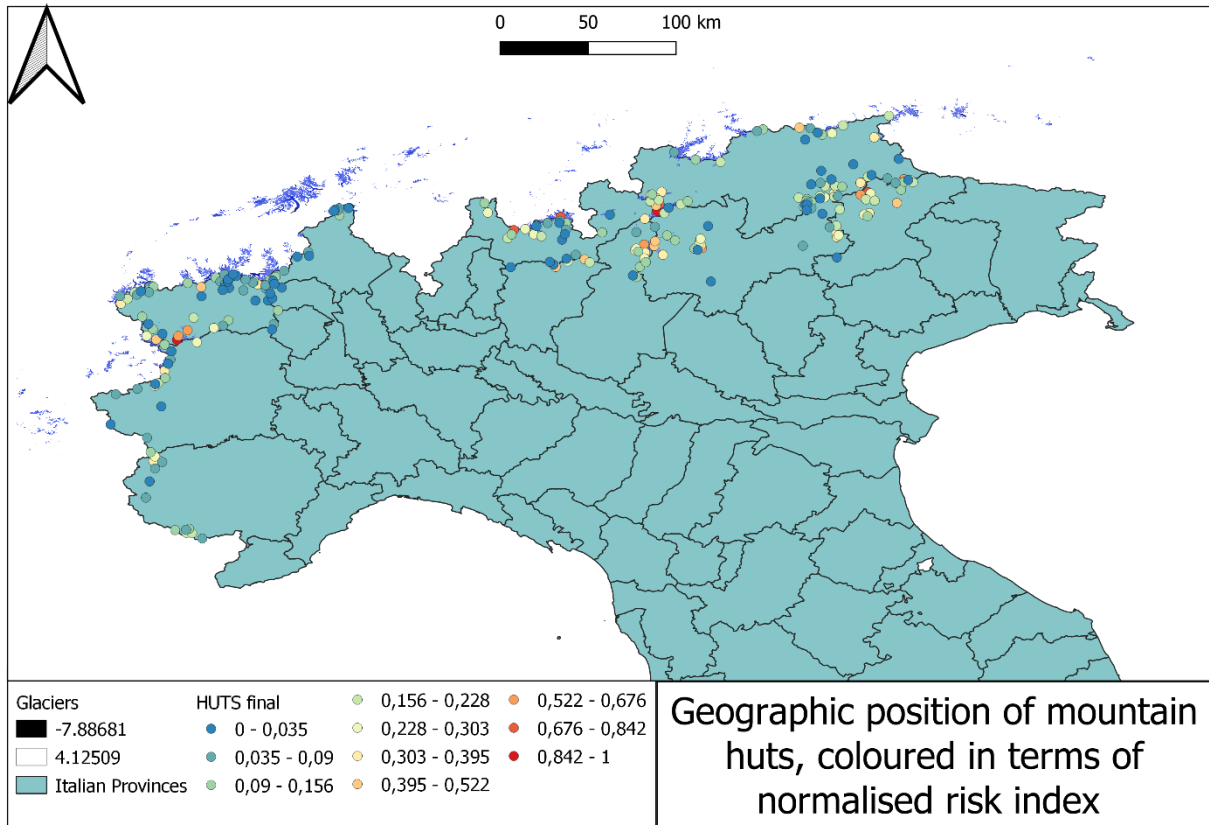 0 50 100 km
Glaciers
-7.88681
4.12509
Italian Provinces
HUTS final
0 - 0,035
0,035 - 0,09
0,09 - 0,156
0,156 - 0,228
0,228 - 0,303
0,303 - 0,395
0,395 - 0,522
0,522 - 0,676
0,676 - 0,842
0,842 - 1
Geographic position of mountain
huts, coloured in terms of
normalised risk index